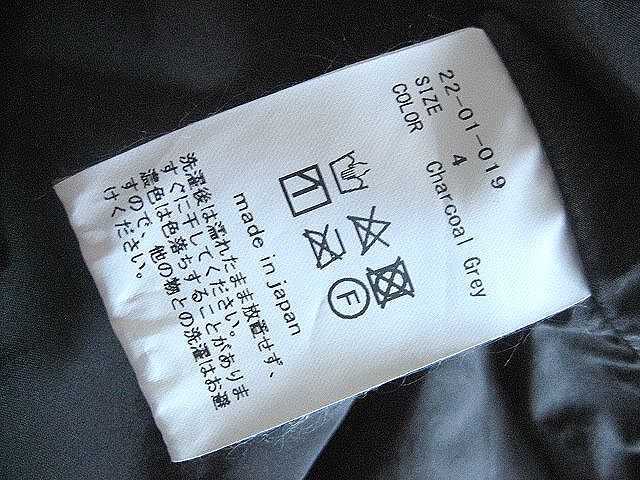 22-01-019
SIZE 4
COLOR Charcoal Grey
F
made in japan
洗濯後は濡れたまま放置せず、
すぐに干してください。
濃色は色落ちすることがありま
すので、他の物との洗濯はお避
けください。